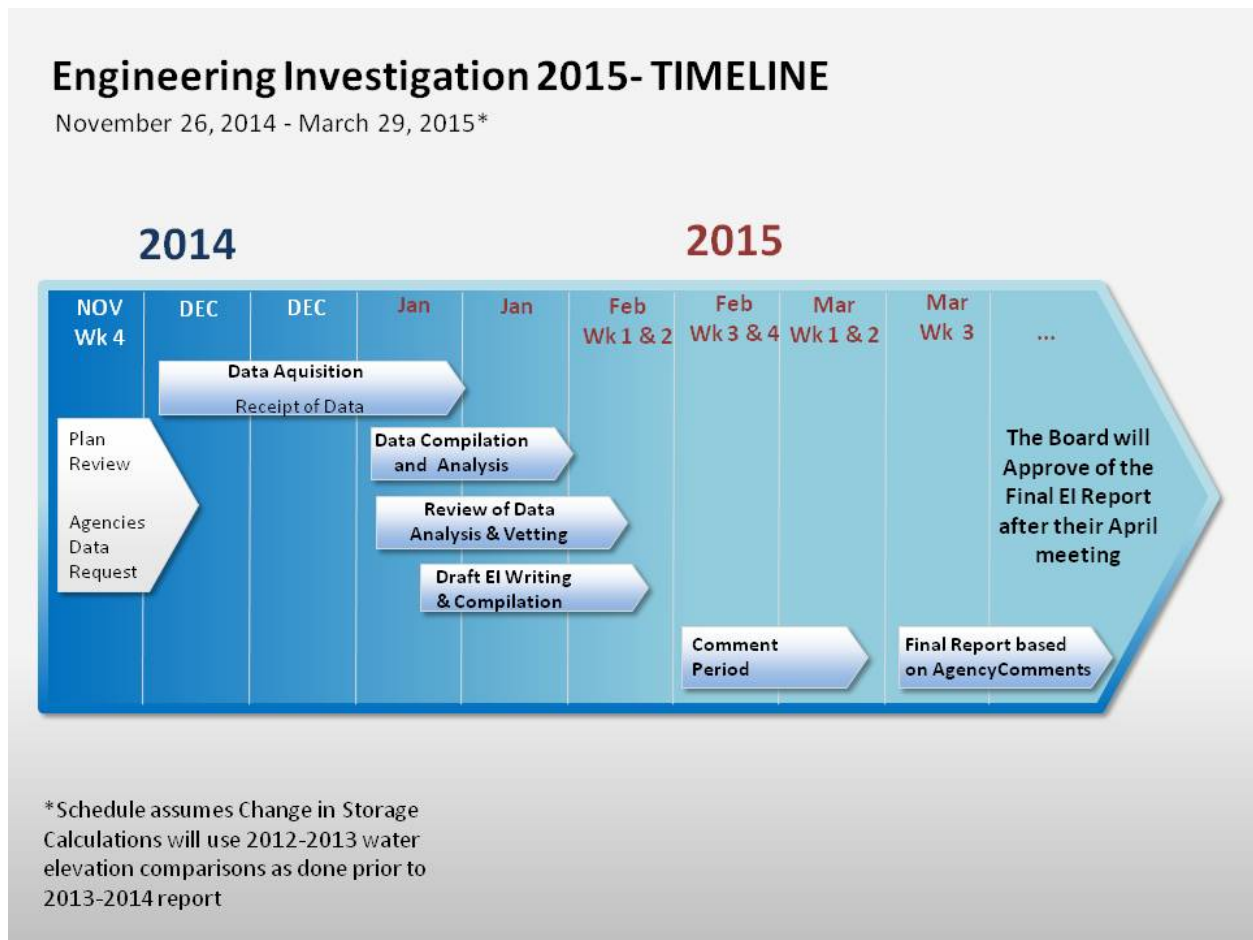 Engineering Investigation 2015- TIMELINE
November 26, 2014 - March 29, 2015*
2014
2015
NOV
Wk 4
DEC
DEC
Jan
Jan
Feb
Wk 1 & 2
Feb
Wk 3 & 4
Mar
Wk 1 & 2
Mar
Wk 3
...
Data Aquisition
Receipt of Data
Plan
Review
Agencies
Data
Request
Data Compilation
and Analysis
Review of Data
Analysis & Vetting
Draft EI Writing
& Compilation
Comment
Period
Final Report based
on AgencyComments
The Board will
Approve of the
Final EI Report
after their April
meeting
*Schedule assumes Change in Storage
Calculations will use 2012-2013 water
elevation comparisons as done prior to
2013-2014 report